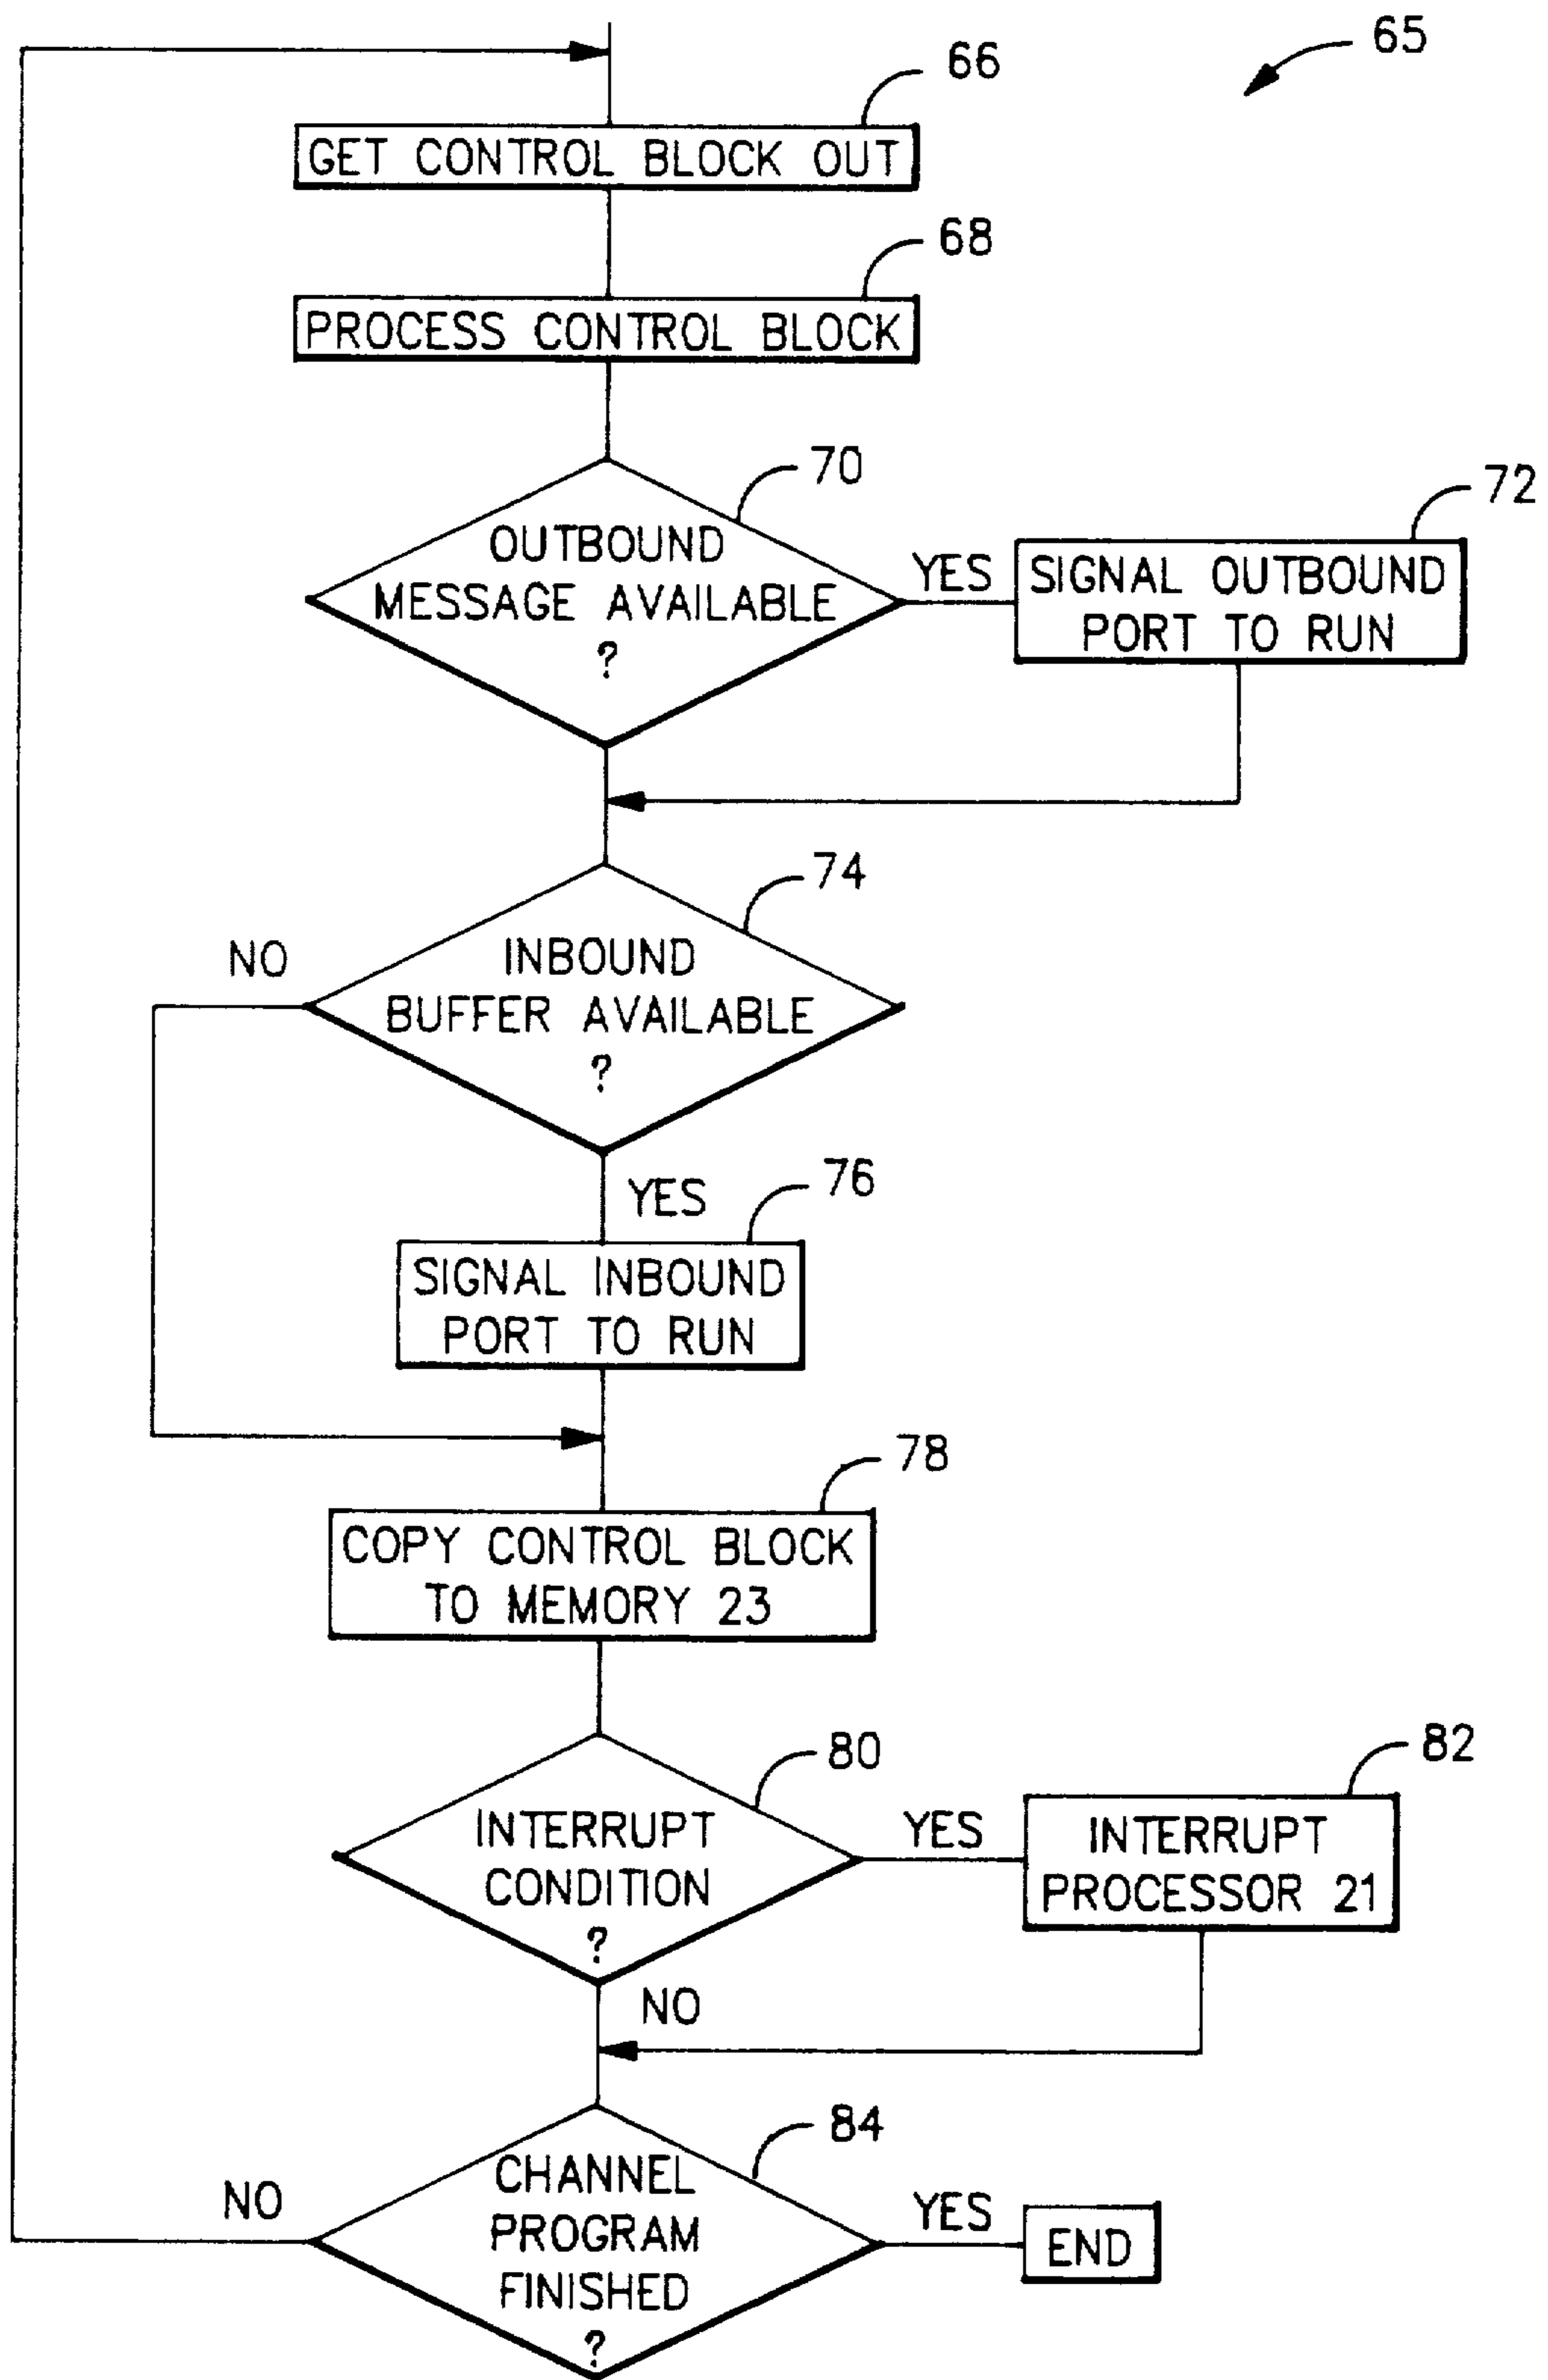 65
66
GET CONTROL BLOCK OUT
68
PROCESS CONTROL BLOCK
70
OUTBOUND
MESSAGE AVAILABLE
?
YES
72
SIGNAL OUTBOUND
PORT TO RUN
74
NO
INBOUND
BUFFER AVAILABLE
?
YES
76
SIGNAL INBOUND
PORT TO RUN
78
COPY CONTROL BLOCK
TO MEMORY 23
80
INTERRUPT
CONDITION
?
YES
82
INTERRUPT
PROCESSOR 21
NO
84
NO
CHANNEL
PROGRAM
FINISHED
?
YES
END